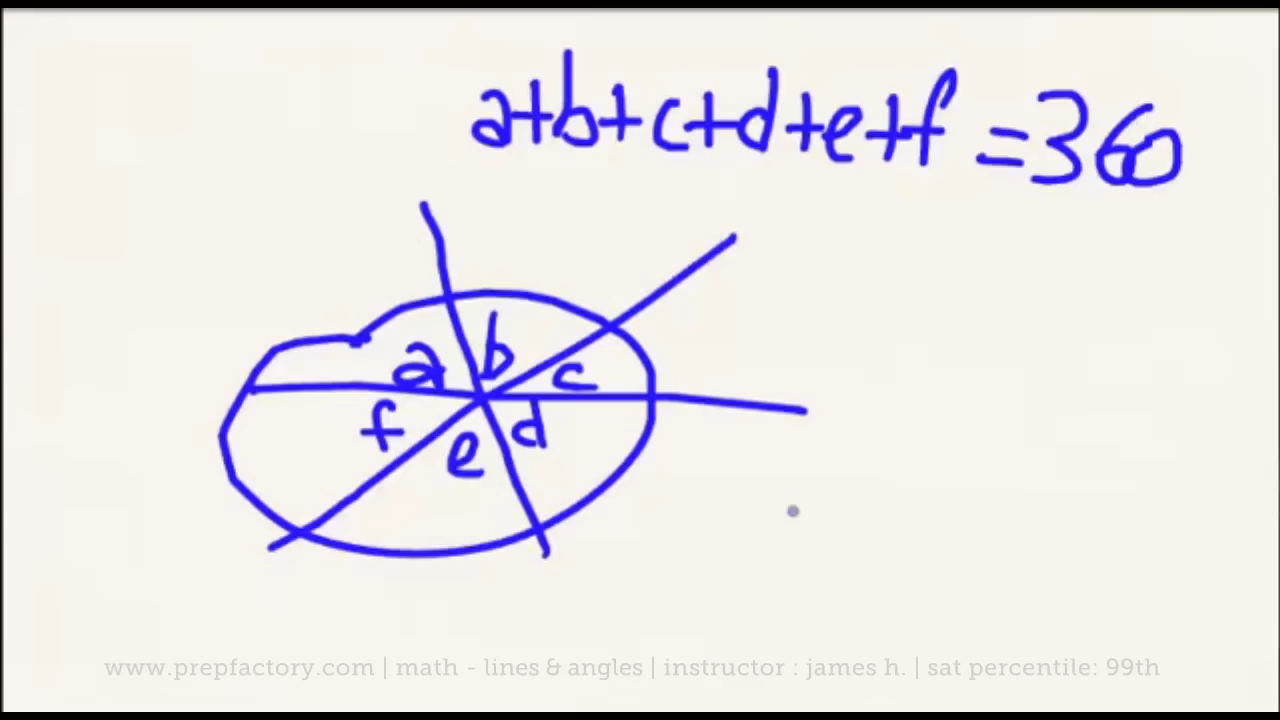 a+b+c+d+e+f=360
b
a
c
f
d
e
www.prepfactory.com | math - lines & angles | instructor : james h. | sat percentile: 99th